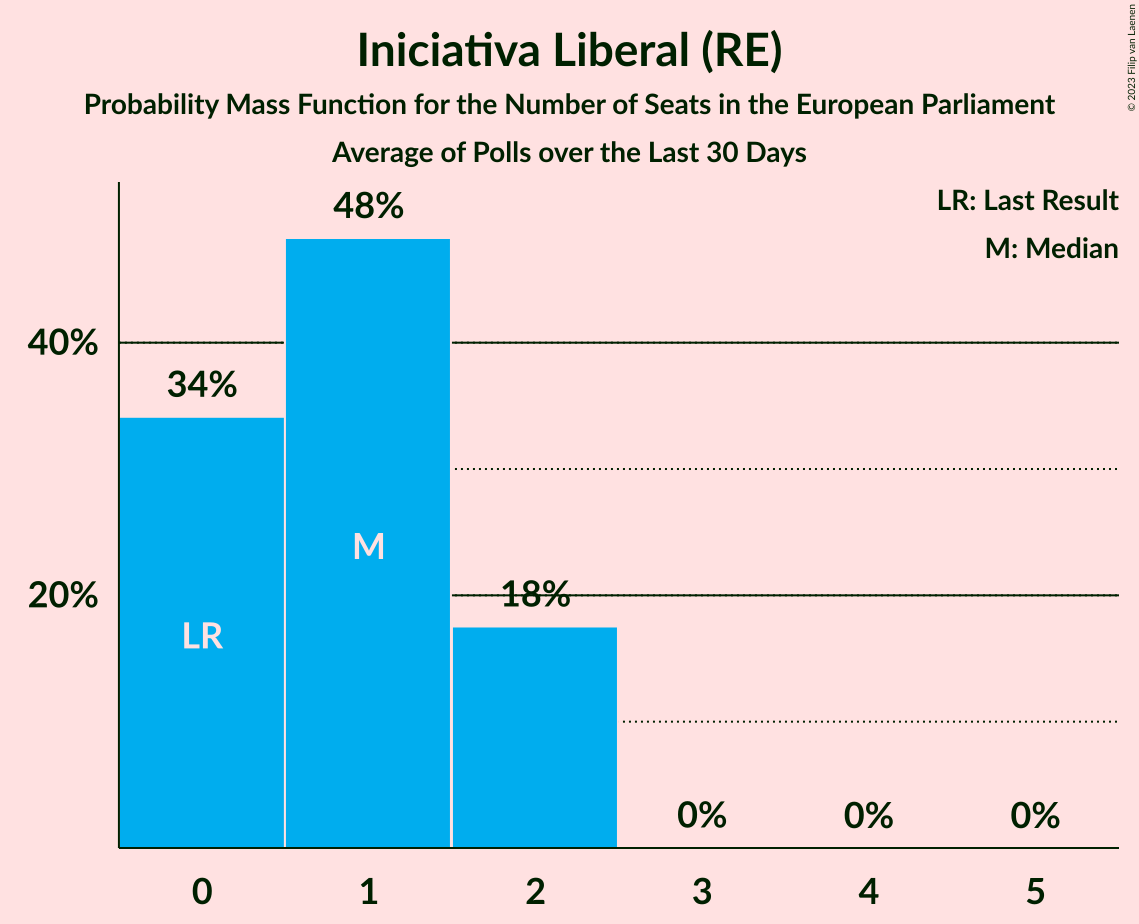 Iniciativa Liberal (RE)
Probability Mass Function for the Number of Seats in the European Parliament
Average of Polls over the Last 30 Days
© 2023 Filip van Laenen
LR: Last Result
M: Median
48%
40%
34%
M
20%
18%
LR
0% 0% 0%
0 1 2 3 4 5